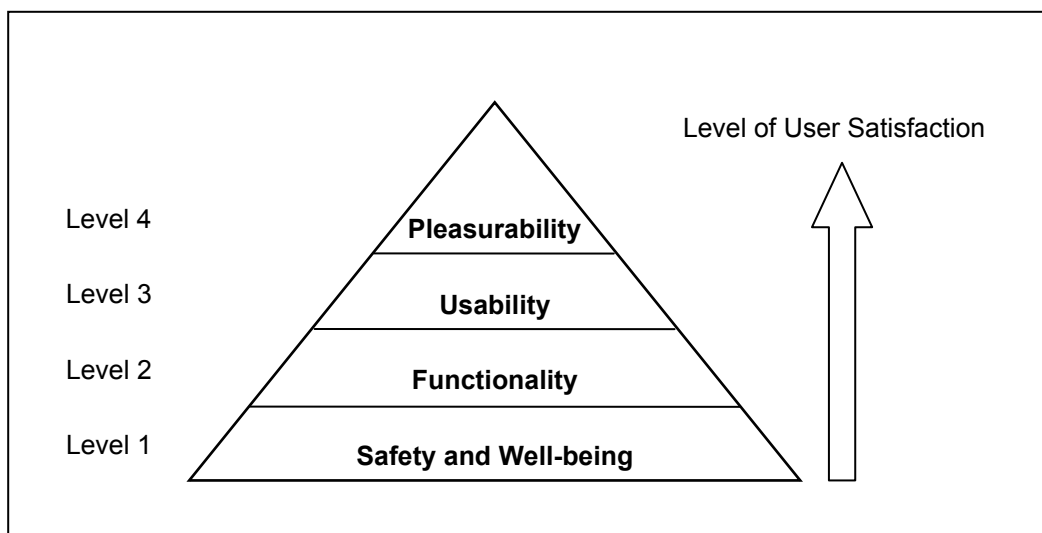 Level of User Satisfaction
Level 4
Pleasurability
Level 3
Usability
Level 2
Functionality
Level 1
Safety and Well-being